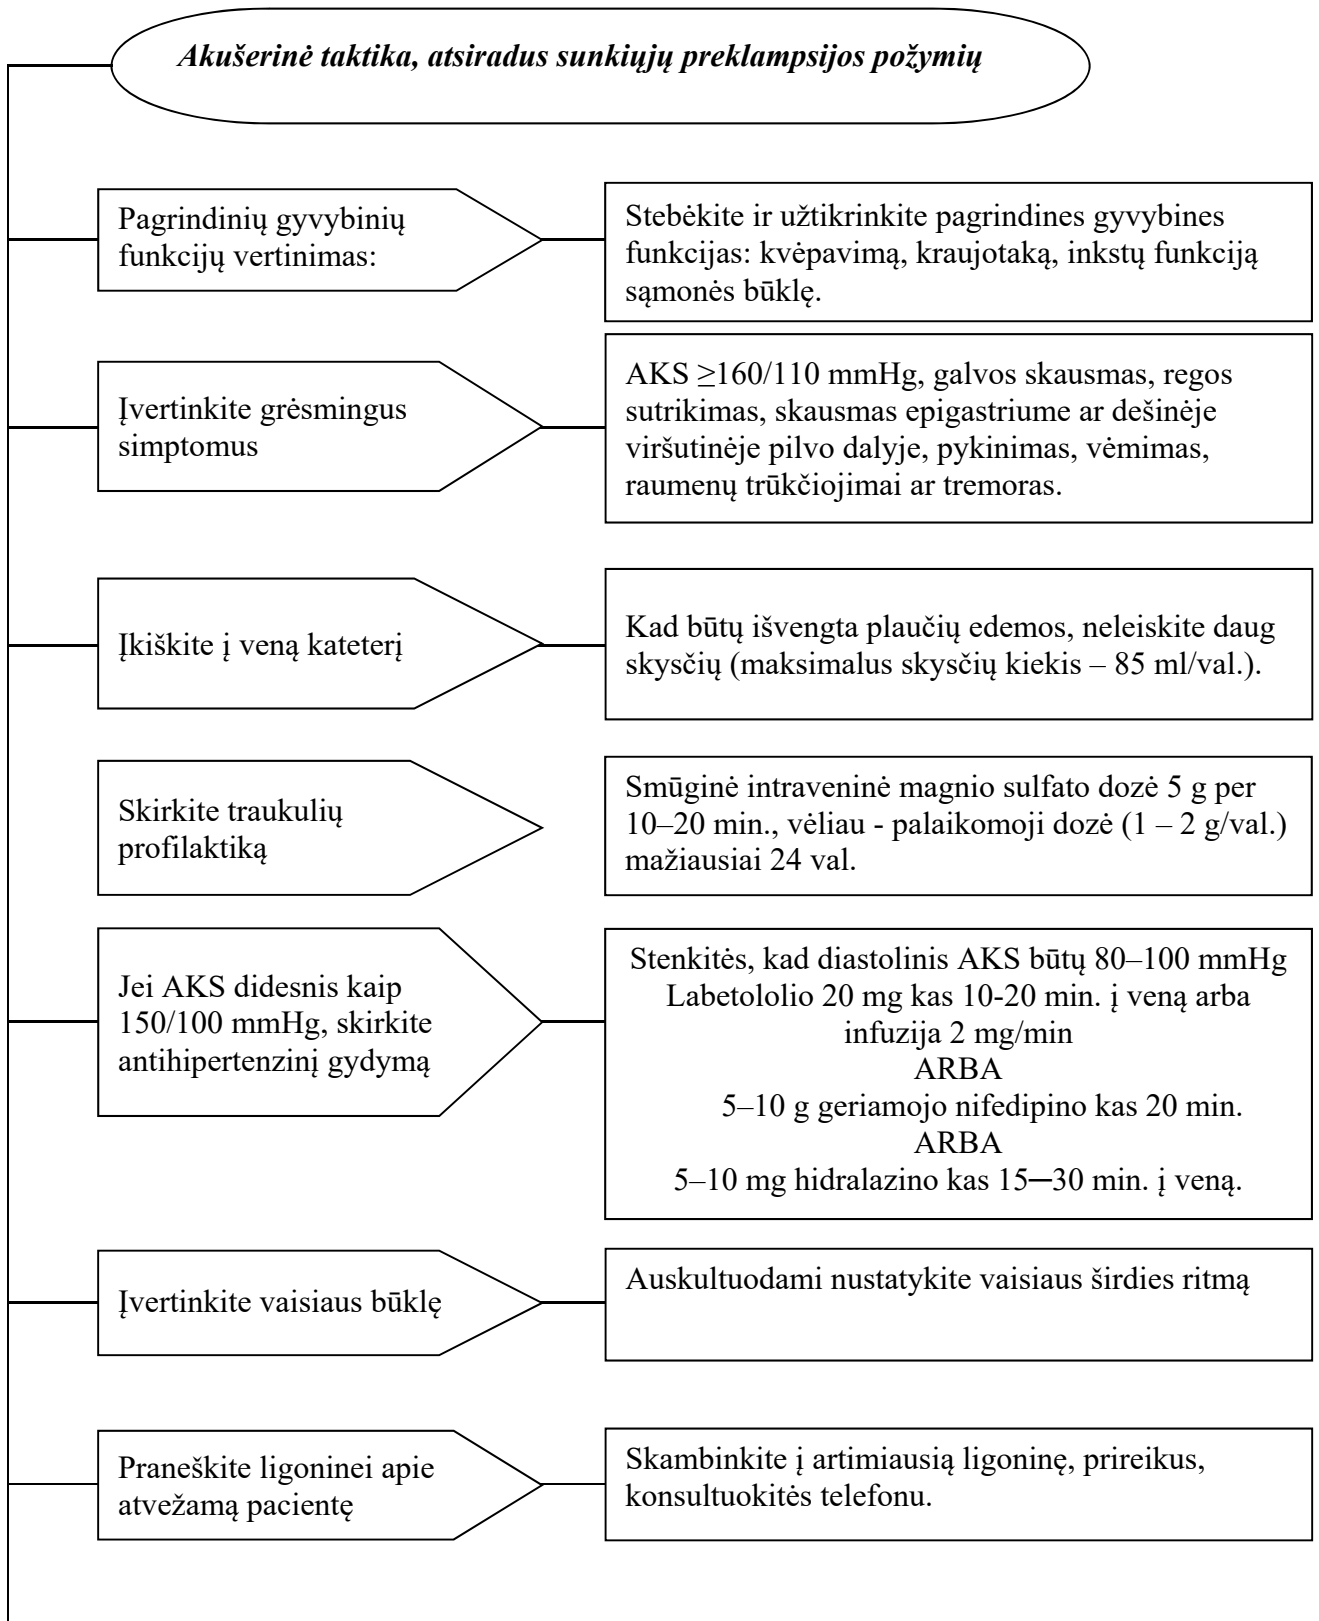 Akušerinė taktika, atsiradus sunkiųjų preklampsijos požymių
Pagrindinių gyvybinių
funkcijų vertinimas:
Stebėkite ir užtikrinkite pagrindines gyvybines
funkcijas: kvėpavimą, kraujotaką, inkstų funkciją
sąmonės būklę.
Įvertinkite grėsmingus
simptomus
AKS ≥160/110 mmHg, galvos skausmas, regos
sutrikimas, skausmas epigastriume ar dešinėje
viršutinėje pilvo dalyje, pykinimas, vėmimas,
raumenų trūkčiojimai ar tremoras.
Įkiškite į veną kateterį
Kad būtų išvengta plaučių edemos, neleiskite daug
skysčių (maksimalus skysčių kiekis – 85 ml/val.).
Skirkite traukulių
profilaktiką
Smūginė intraveninė magnio sulfato dozė 5 g per
10–20 min., vėliau - palaikomoji dozė (1 – 2 g/val.)
mažiausiai 24 val.
Jei AKS didesnis kaip
150/100 mmHg, skirkite
antihipertenzinį gydymą
Stenkitės, kad diastolinis AKS būtų 80–100 mmHg
Labetololio 20 mg kas 10-20 min. į veną arba
infuzija 2 mg/min
ARBA
5–10 g geriamojo nifedipino kas 20 min.
ARBA
5–10 mg hidralazino kas 15─30 min. į veną.
Įvertinkite vaisiaus būklę
Auskultuodami nustatykite vaisiaus širdies ritmą
Praneškite ligoninei apie
atvežamą pacientę
Skambinkite į artimiausią ligoninę, prireikus,
konsultuokitės telefonu.